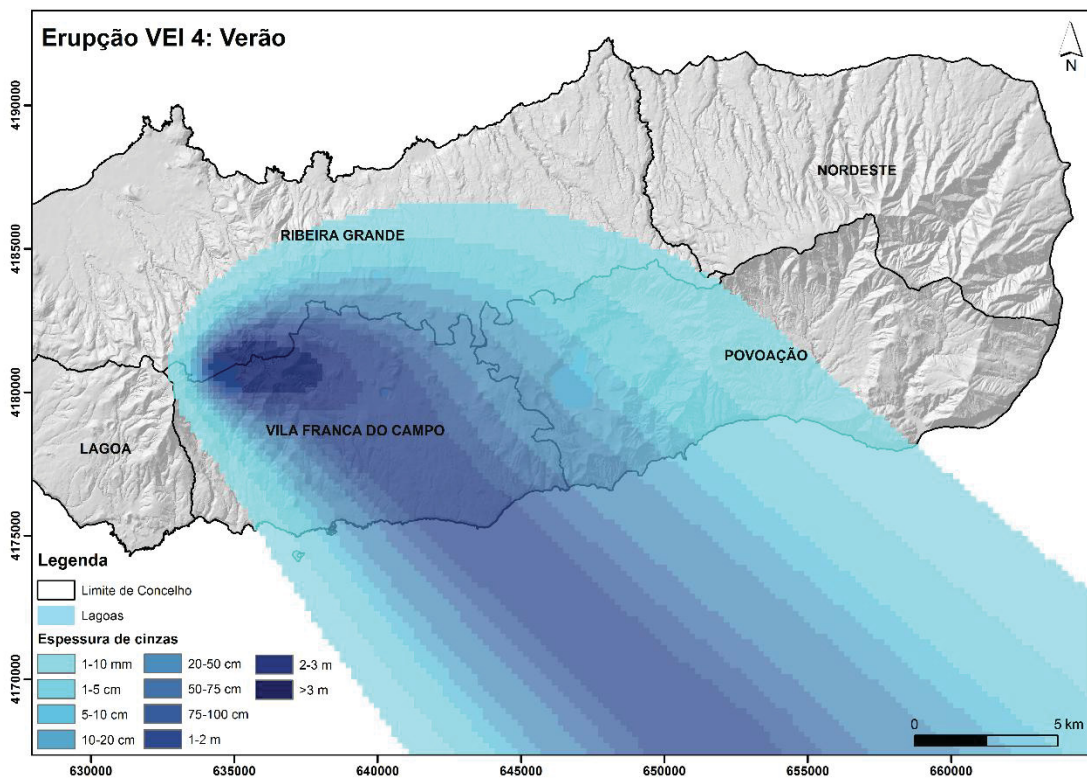 Erupção VEI 4: Verão
N
4190000
4185000
4180000
4175000
4170000
NORDESTE
RIBEIRA GRANDE
POVOAÇÃO
VILA FRANCA DO CAMPO
LAGOA
Legenda
Limite de Concelho
Lagoas
Espessura de cinzas
1-10 mm
20-50 cm
2-3 m
1-5 cm
50-75 cm
>3 m
5-10 cm
75-100 cm
10-20 cm
1-2 m
0
5 km
630000
635000
640000
645000
650000
655000
660000